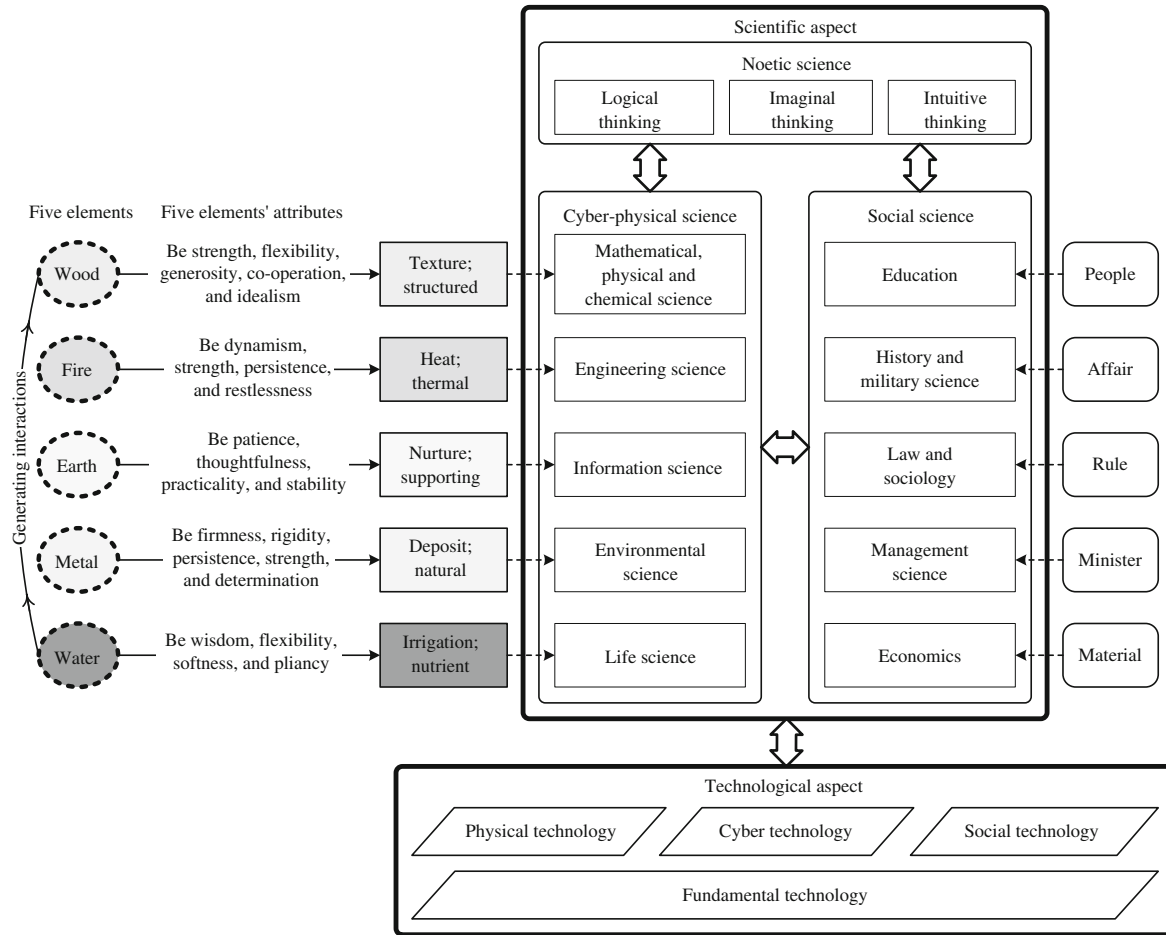 Scientific aspect
Noetic science
Logical
thinking
Imaginal
thinking
Intuitive
thinking
Five elements
Five elements' attributes
Cyber-physical science
Social science
Generating interactions
Wood
Be strength, flexibility,
generosity, co-operation,
and idealism
Texture;
structured
Mathematical,
physical and
chemical science
Education
People
Fire
Be dynamism,
strength, persistence,
and restlessness
Heat;
thermal
Engineering science
History and
military science
Affair
Earth
Be patience,
thoughtfulness,
practicality, and stability
Nurture;
supporting
Information science
Law and
sociology
Rule
Metal
Be firmness, rigidity,
persistence, strength,
and determination
Deposit;
natural
Environmental
science
Management
science
Minister
Water
Be wisdom, flexibility,
softness, and pliancy
Irrigation;
nutrient
Life science
Economics
Material
Technological aspect
Physical technology
Cyber technology
Social technology
Fundamental technology